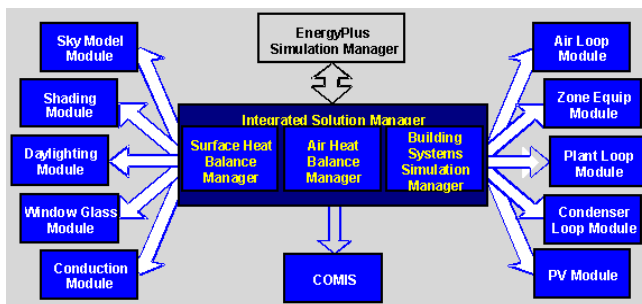 EnergyPlus
Simulation Manager
Sky Model
Module
Shading
Module
Daylighting
Module
Window Glass
Module
Conduction
Module
Integrated Solution Manager
Surface Heat
Balance
Manager
Air Heat
Balance
Manager
Building
Systems
Simulation
Manager
COMIS
Air Loop
Module
Zone Equip
Module
Plant Loop
Module
Condenser
Loop Module
PV Module